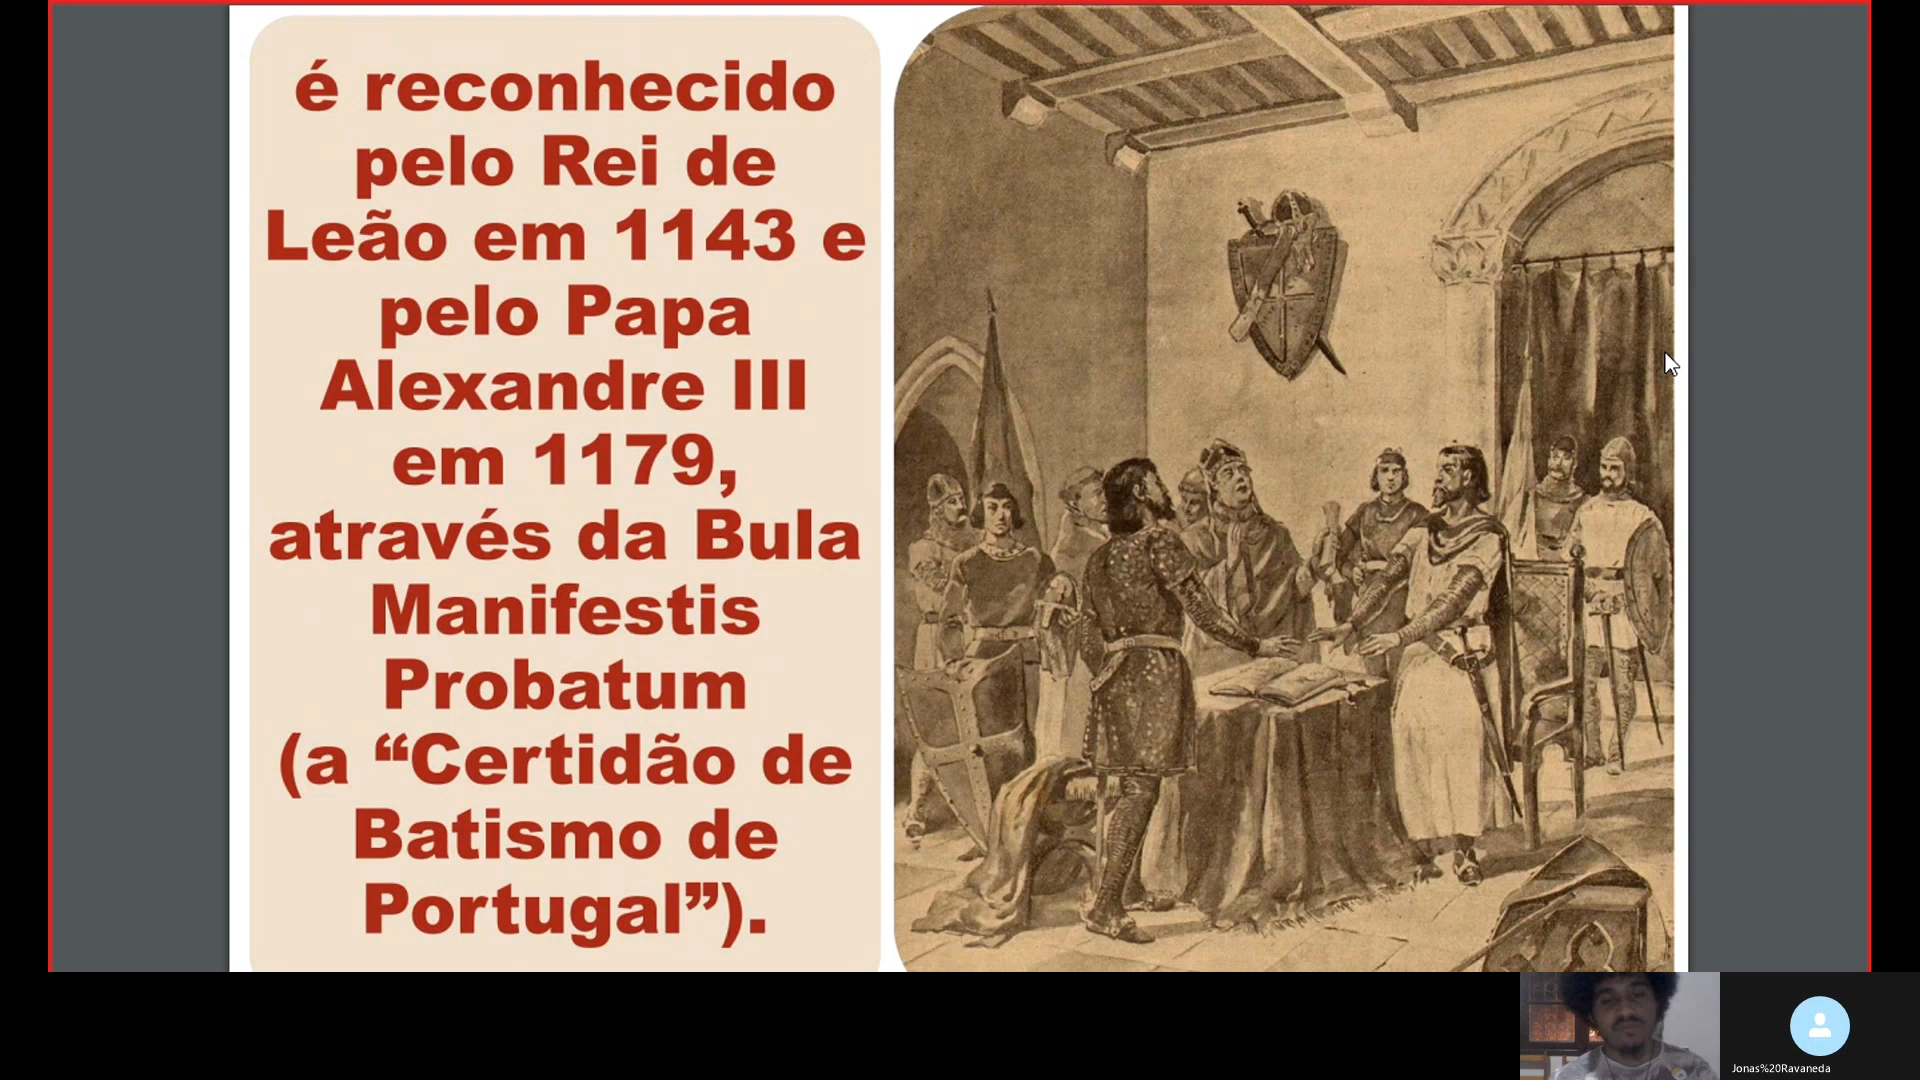 é reconhecido
pelo Rei de
Leão em 1143 e
pelo Papa
Alexandre III
em 1179,
através da Bula
Manifestis
Probatum
(a “Certidão de
Batismo de
Portugal”).
Jonas%20Ravaneda